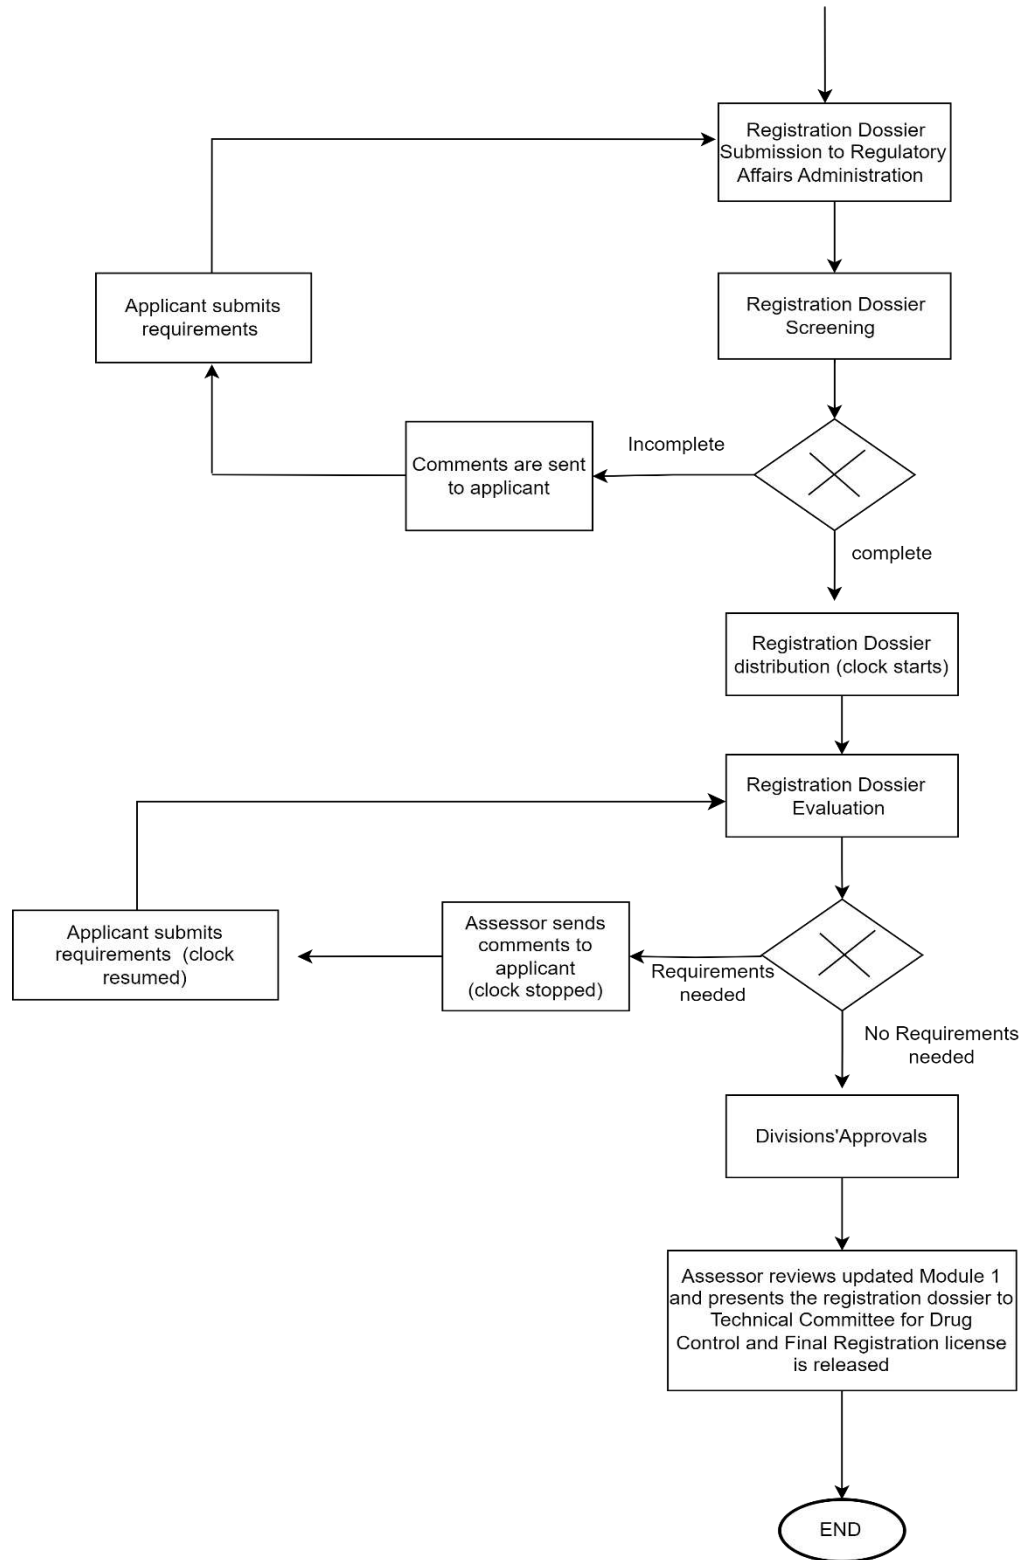 Registration Dossier
Submission to Regulatory
Affairs Administration
Applicant submits
requirements
Registration Dossier
Screening
Incomplete
Comments are sent
to applicant
complete
Registration Dossier
distribution (clock starts)
Registration Dossier
Evaluation
Applicant submits
requirements (clock
resumed)
Assessor sends
comments to
applicant
(clock stopped)
Requirements
needed
No Requirements
needed
Divisions'Approvals
Assessor reviews updated Module 1
and presents the registration dossier to
Technical Committee for Drug
Control and Final Registration license
is released
END